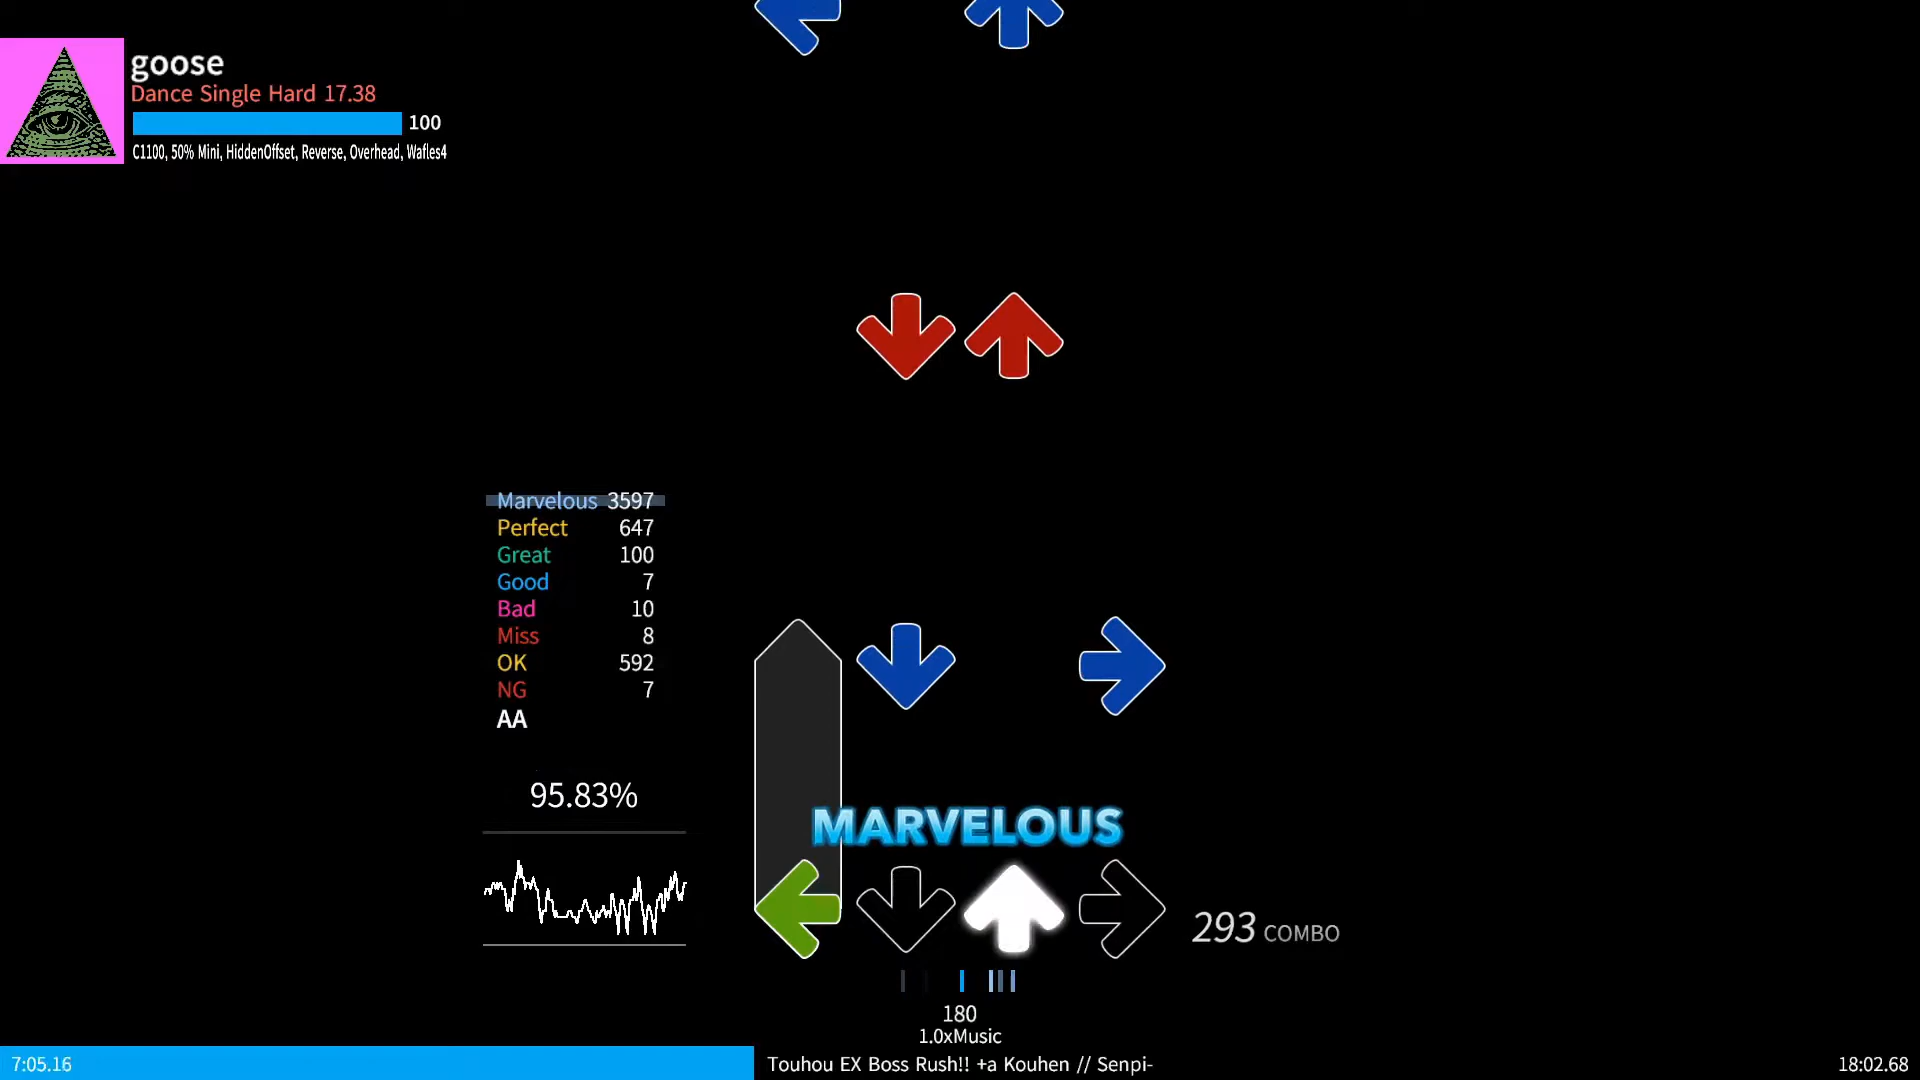 goose
Dance Single Hard 17.38
100
C1100, 50% Mini, HiddenOffset, Reverse, Overhead, Wafles4
Marvelous 3597
Perfect 647
Great 100
Good 7
Bad 10
Miss 8
OK 592
NG 7
AA
95.83%
MARVELOUS
293 COMBO
180
1.0xMusic
7:05.16
Touhou EX Boss Rush!! +a Kouhen // Senpi-
18:02.68